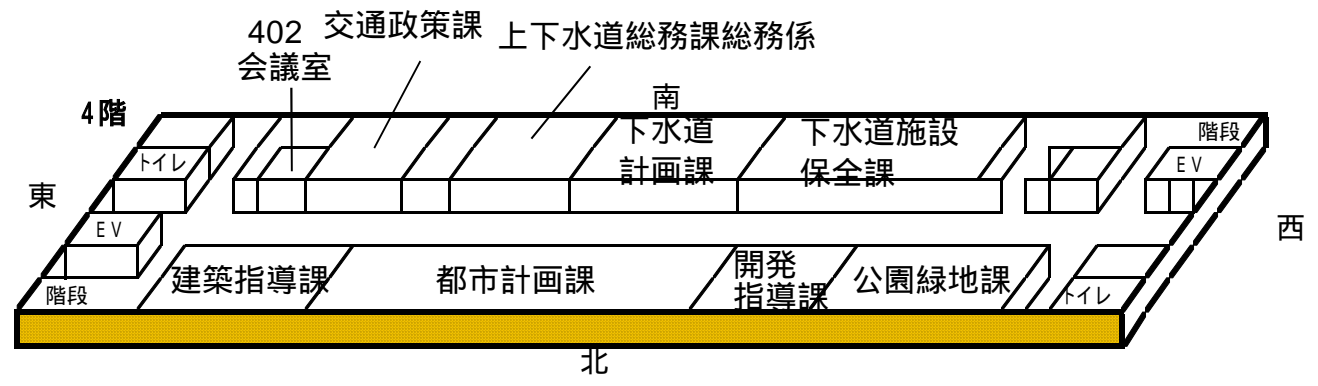 402
会議室
交通政策課
上下水道総務課総務係
南
4階
下水道
計画課
下水道施設
保全課
階段
トイレ
EV
東
EV
西
建築指導課
都市計画課
開発
指導課
公園緑地課
階段
トイレ
北